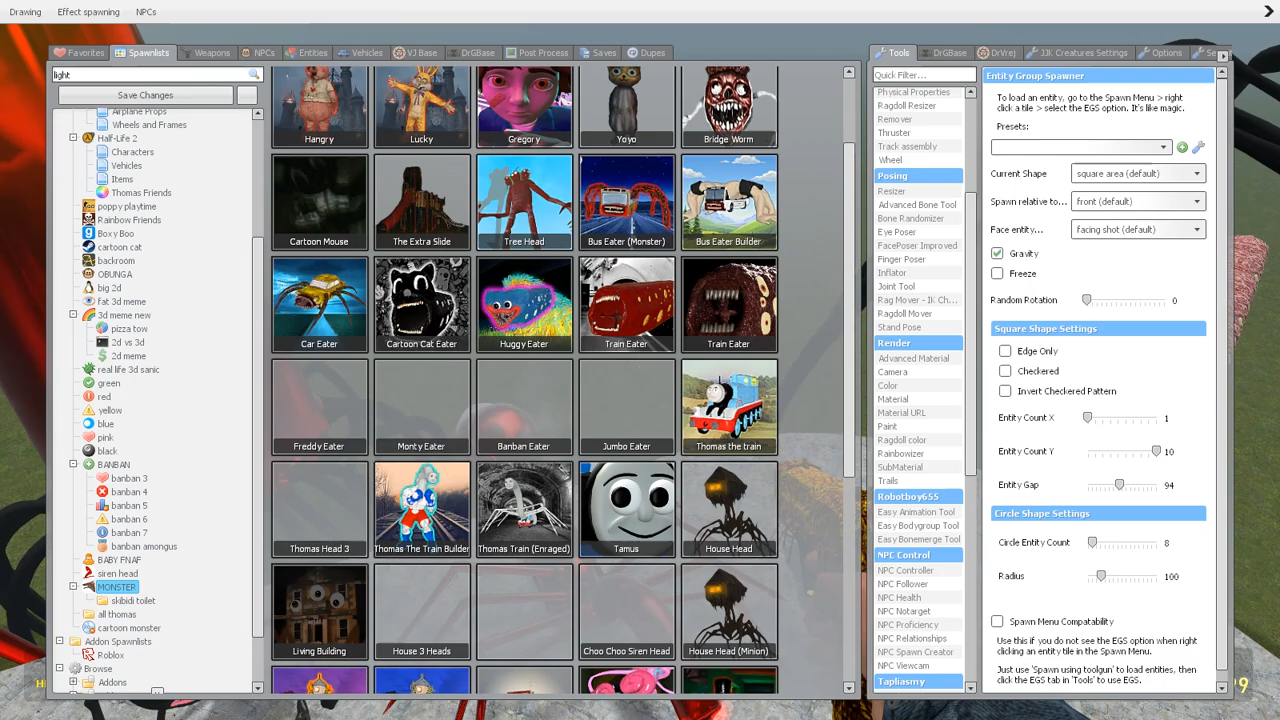 Drawing Effect spawning NPCs
Favorites Spawnlists Weapons NPCs Entities Vehicles VJ Base DrGBase Post Process Saves Dupes
light
Save Changes
Airplane Props
Wheels and Frames
Half-Life 2
Characters
Vehicles
Items
Thomas Friends
poppy playtime
Rainbow Friends
Boxy Boo
cartoon cat
backroom
OBUNGA
big 2d
fat 3d meme
3d meme new
pizza tow
2d vs 3d
2d meme
real life 3d sanic
green
red
yellow
blue
pink
black
BANBAN
banban 3
banban 4
banban 5
banban 6
banban 7
banban amongus
BABY FNAF
siren head
MONSTER
skibidi toilet
all thomas
cartoon monster
Addon Spawnlists
Roblox
Browse
Addons
Hangry Lucky Gregory Yoyo Bridge Worm
Cartoon Mouse The Extra Slide Tree Head Bus Eater (Monster) Bus Eater Builder
Car Eater Cartoon Cat Eater Huggy Eater Train Eater Train Eater
Freddy Eater Monty Eater Banban Eater Jumbo Eater Thomas the train
Thomas Head 3 Thomas The Train Builder Thomas Train (Enraged) Tamus House Head
Living Building House 3 Heads Choo Choo Siren Head House Head (Minion)
Tools DrGBase DrVrej JJK Creatures Settings Options Se
Quick Filter...
Physical Properties
Ragdoll Resizer
Remover
Thruster
Track assembly
Wheel
Posing
Resizer
Advanced Bone Tool
Bone Randomizer
Eye Poser
FacePoser Improved
Finger Poser
Inflator
Joint Tool
Rag Mover - IK Ch...
Ragdoll Mover
Stand Pose
Render
Advanced Material
Camera
Color
Material
Material URL
Paint
Ragdoll color
Rainbowizer
SubMaterial
Trails
Robotboy655
Easy Animation Tool
Easy Bodygroup Tool
Easy Bonemerge Tool
NPC Control
NPC Controller
NPC Follower
NPC Health
NPC Notarget
NPC Proficiency
NPC Relationships
NPC Spawn Creator
NPC Viewcam
Tapliasmy
Entity Group Spawner
To load an entity, go to the Spawn Menu > right
click a tile > select the EGS option. It's like magic.
Presets:
Current Shape square area (default)
Spawn relative to... front (default)
Face entity... facing shot (default)
Gravity
Freeze
Random Rotation 0
Square Shape Settings
Edge Only
Checkered
Invert Checkered Pattern
Entity Count X 1
Entity Count Y 10
Entity Gap 94
Circle Shape Settings
Circle Entity Count 8
Radius 100
Spawn Menu Compatability
Use this if you do not see the EGS option when right
clicking an entity tile in the Spawn Menu.
Just use 'Spawn using toolgun' to load entities, then
click the EGS tab in 'Tools' to use EGS.